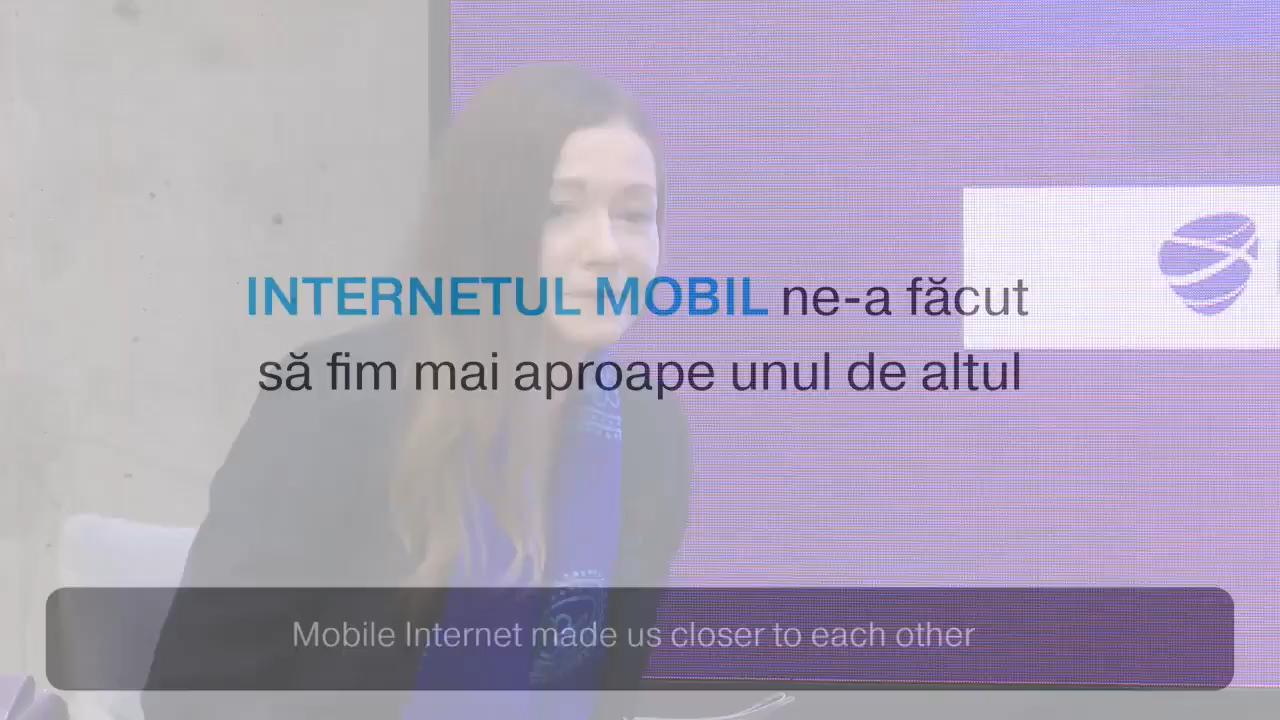 INTERNETUL MOBIL ne-a făcut
să fim mai aproape unul de altul
Mobile Internet made us closer to each other